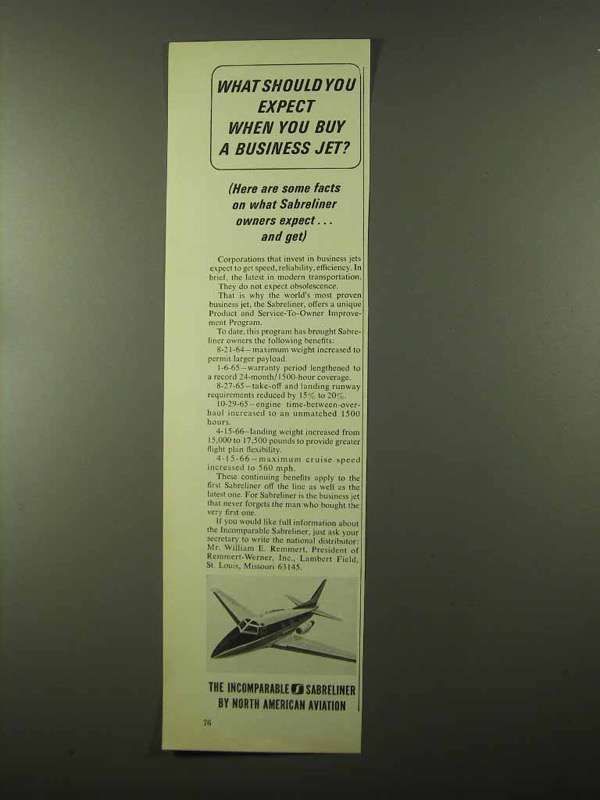 WHAT SHOULD YOU
EXPECT
WHEN YOU BUY
A BUSINESS JET?
(Here are some facts
on what Sabreliner
owners expect...
and get)
Corporations that invest in business jets
expect to get speed, reliability, efficiency. In
brief, the latest in modern transportation.
They do not expect obsolescence.
That is why the world's most proven
business jet, the Sabreliner, offers a unique
Product and Service-To-Owner Improve-
ment Program.
To date, this program has brought Sabre-
liner owners the following benefits:
8-21-64—maximum weight increased to
permit larger payload.
1-6-65—warranty period lengthened to
a record 24-month/1500-hour coverage.
8-27-65—take-off and landing runway
requirements reduced by 15% to 20%.
10-29-65—engine time-between-over-
haul increased to an unmatched 1500
hours.
4-15-66—landing weight increased from
15,000 to 17,500 pounds to provide greater
flight plan flexibility.
4-15-66—maximum cruise speed
increased to 560 mph.
These continuing benefits apply to the
first Sabreliner off the line as well as the
latest one. For Sabreliner is the business jet
that never forgets the man who bought the
very first one.
If you would like full information about
the Incomparable Sabreliner, just ask your
secretary to write the national distributor:
Mr. William E. Remmert, President of
Remmert-Werner, Inc., Lambert Field,
St. Louis, Missouri 63145.
THE INCOMPARABLE SABRELINER
BY NORTH AMERICAN AVIATION
76